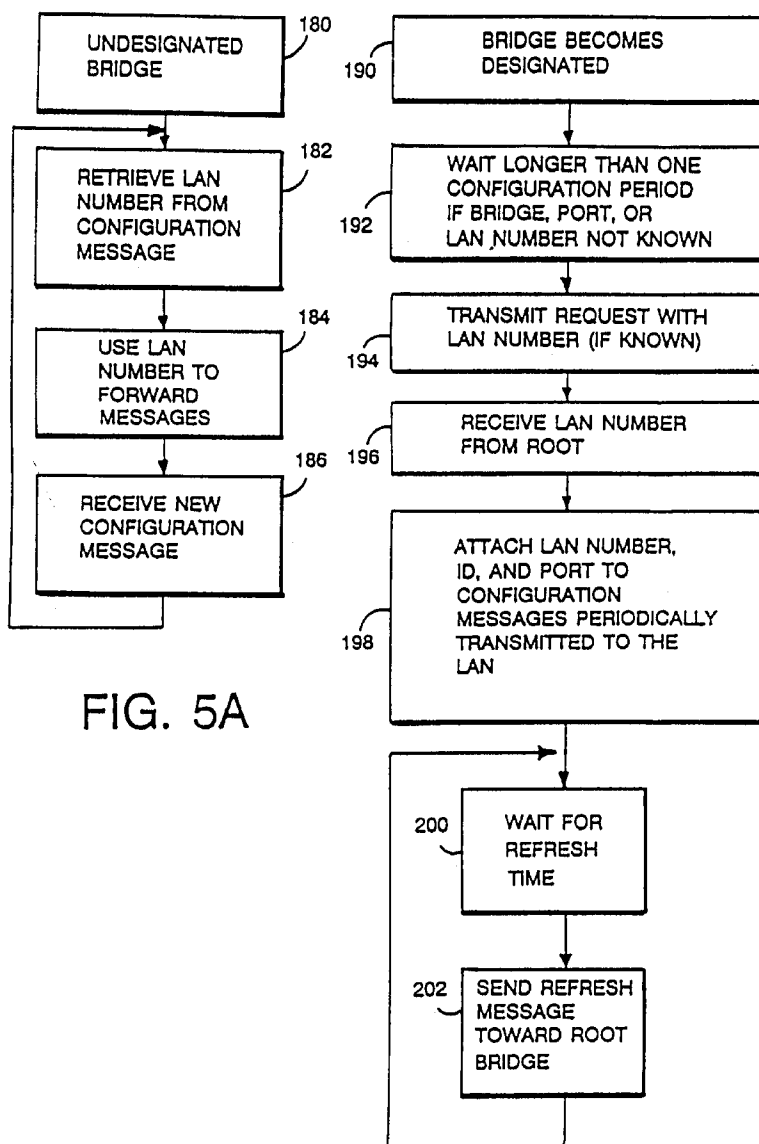 180
UNDESIGNATED
BRIDGE
182
RETRIEVE LAN
NUMBER FROM
CONFIGURATION
MESSAGE
184
USE LAN
NUMBER TO
FORWARD
MESSAGES
186
RECEIVE NEW
CONFIGURATION
MESSAGE
FIG. 5A
190
BRIDGE BECOMES
DESIGNATED
192
WAIT LONGER THAN ONE
CONFIGURATION PERIOD
IF BRIDGE, PORT, OR
LAN NUMBER NOT KNOWN
194
TRANSMIT REQUEST WITH
LAN NUMBER (IF KNOWN)
196
RECEIVE LAN NUMBER
FROM ROOT
198
ATTACH LAN NUMBER,
ID, AND PORT TO
CONFIGURATION
MESSAGES PERIODICALLY
TRANSMITTED TO THE
LAN
200
WAIT FOR
REFRESH
TIME
202
SEND REFRESH
MESSAGE
TOWARD ROOT
BRIDGE